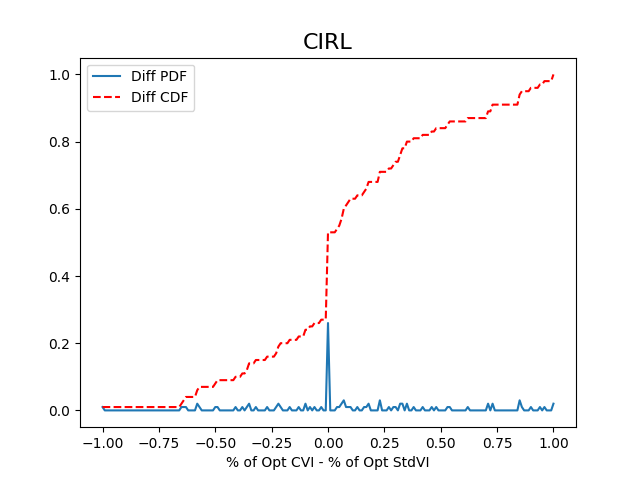 CIRL
Diff PDF
Diff CDF
1.0
0.8
0.6
0.4
0.2
0.0
−1.00 −0.75 −0.50 −0.25 0.00 0.25 0.50 0.75 1.00
% of Opt CVI - % of Opt StdVI